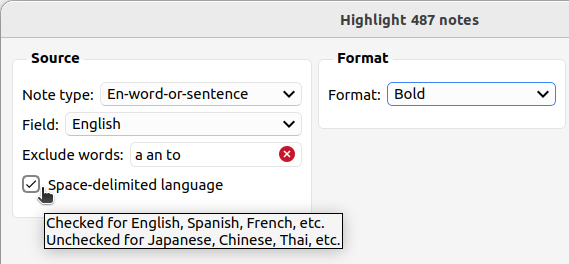 Highlight 487 notes
Source
Note type: En-word-or-sentence
Field: English
Exclude words: a an to
Space-delimited language
Checked for English, Spanish, French, etc.
Unchecked for Japanese, Chinese, Thai, etc.
Format
Format: Bold